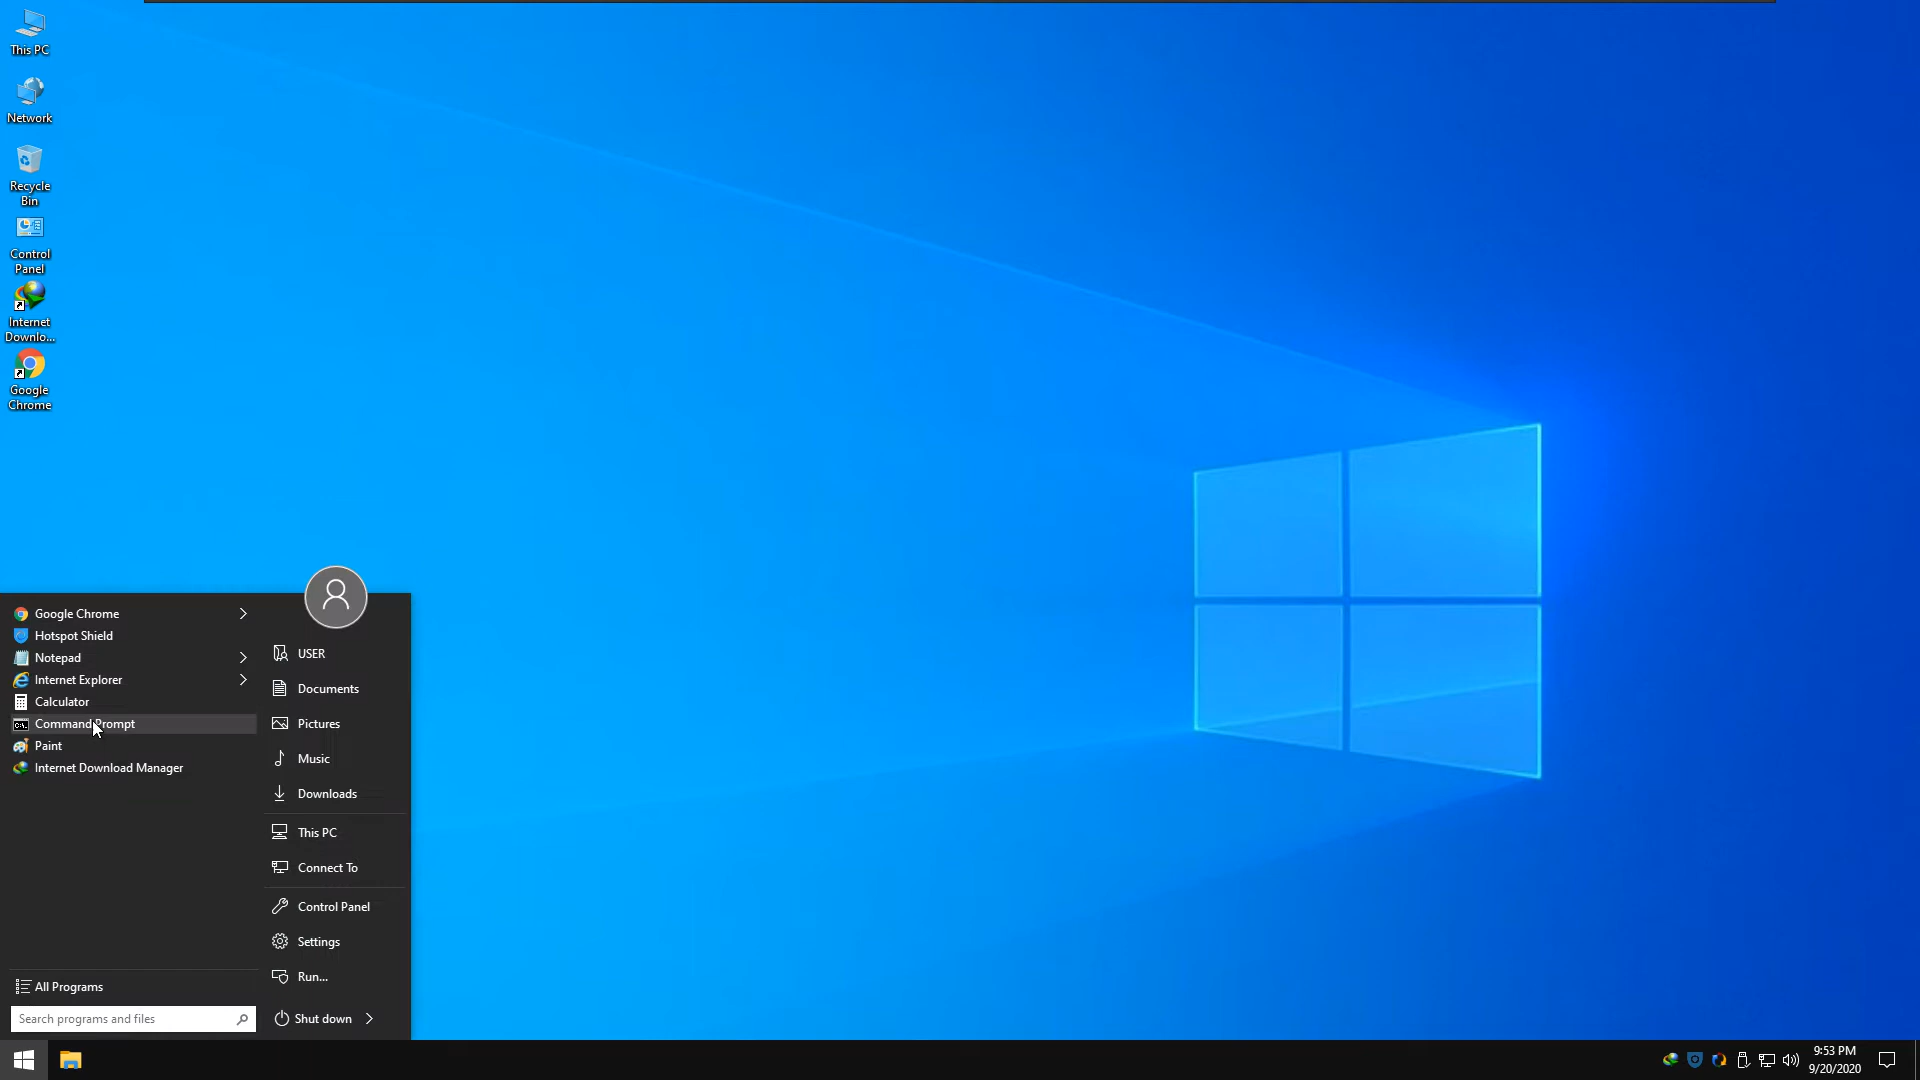 This PC
Network
Recycle
Bin
Control
Panel
Internet
Downlo...
Google
Chrome
Google Chrome
Hotspot Shield
Notepad
Internet Explorer
Calculator
Command Prompt
Paint
Internet Download Manager
All Programs
Search programs and files
USER
Documents
Pictures
Music
Downloads
This PC
Connect To
Control Panel
Settings
Run...
Shut down
9:53 PM
9/20/2020